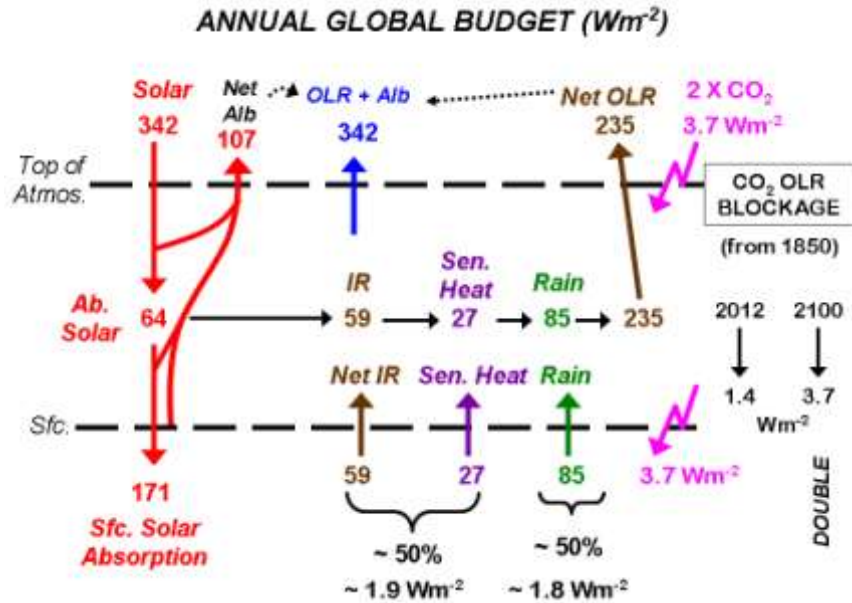 ANNUAL GLOBAL BUDGET (Wm⁻²)
Solar
342
Net
Alb
107
OLR + Alb
342
Net OLR
235
2 X CO₂
3.7 Wm⁻²
Top of
Atmos.
CO₂ OLR
BLOCKAGE
(from 1850)
Ab.
Solar
64
IR
59
Sen.
Heat
27
Rain
85
235
2012
2100
1.4
3.7
Wm⁻²
DOUBLE
Net IR
Sen. Heat
Rain
Sfc.
171
Sfc. Solar
Absorption
59
27
85
3.7 Wm⁻²
~ 50%
~ 1.9 Wm⁻²
~ 50%
~ 1.8 Wm⁻²